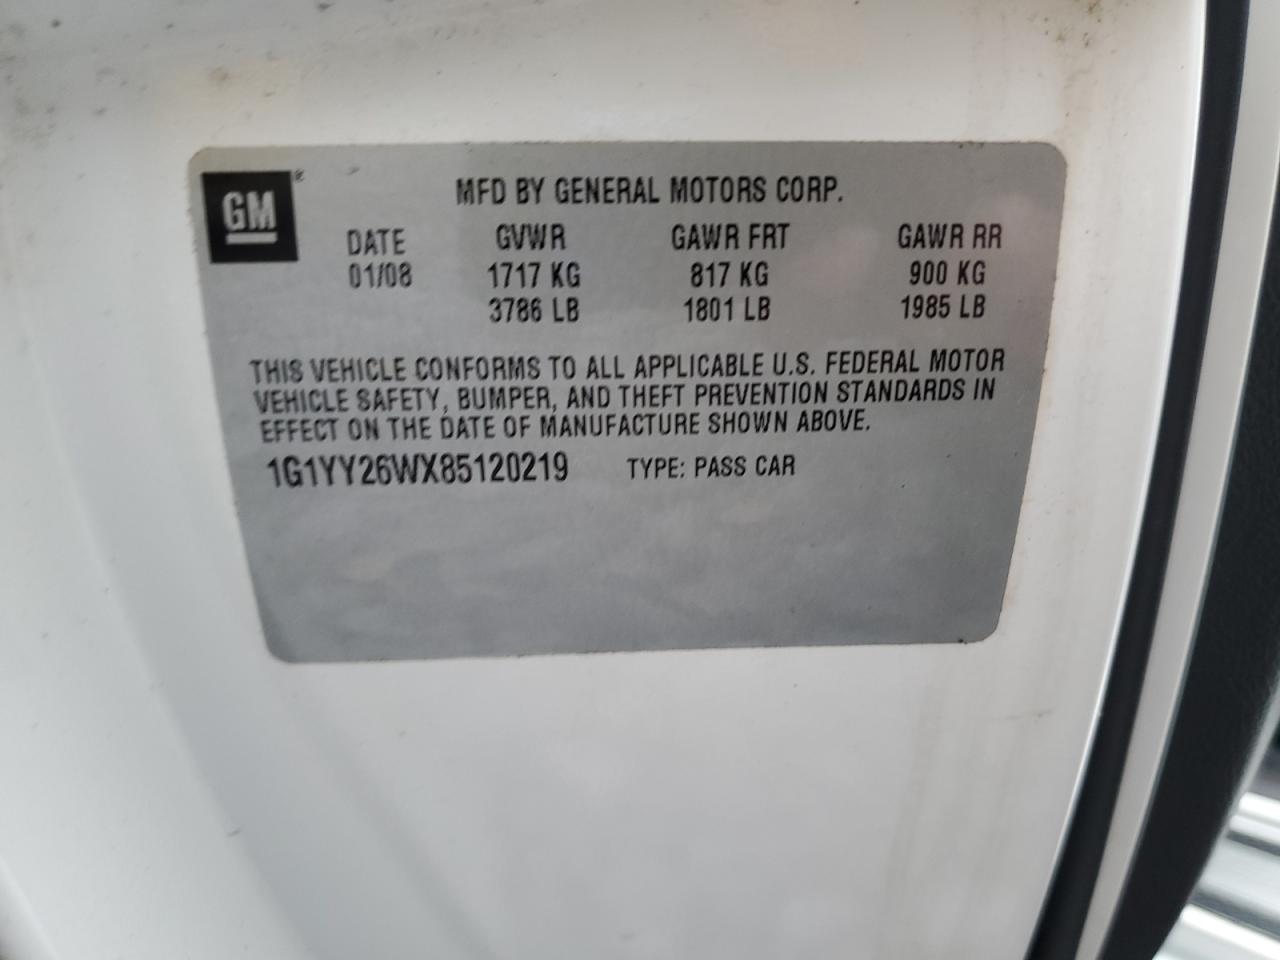 GM
MFD BY GENERAL MOTORS CORP.
DATE GVWR GAWR FRT GAWR RR
01/08 1717 KG 817 KG 900 KG
3786 LB 1801 LB 1985 LB
THIS VEHICLE CONFORMS TO ALL APPLICABLE U.S. FEDERAL MOTOR
VEHICLE SAFETY, BUMPER, AND THEFT PREVENTION STANDARDS IN
EFFECT ON THE DATE OF MANUFACTURE SHOWN ABOVE.
1G1YY26WX85120219 TYPE: PASS CAR